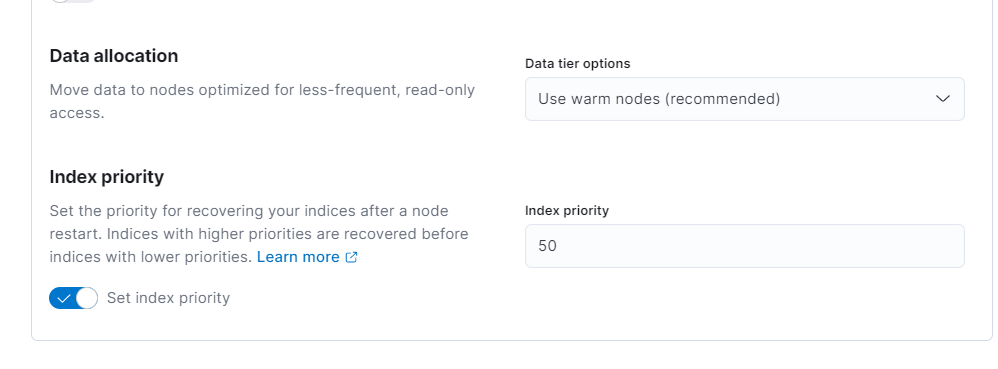 Data allocation
Move data to nodes optimized for less-frequent, read-only
access.
Data tier options
Use warm nodes (recommended)
Index priority
Set the priority for recovering your indices after a node
restart. Indices with higher priorities are recovered before
indices with lower priorities. Learn more
Set index priority
Index priority
50